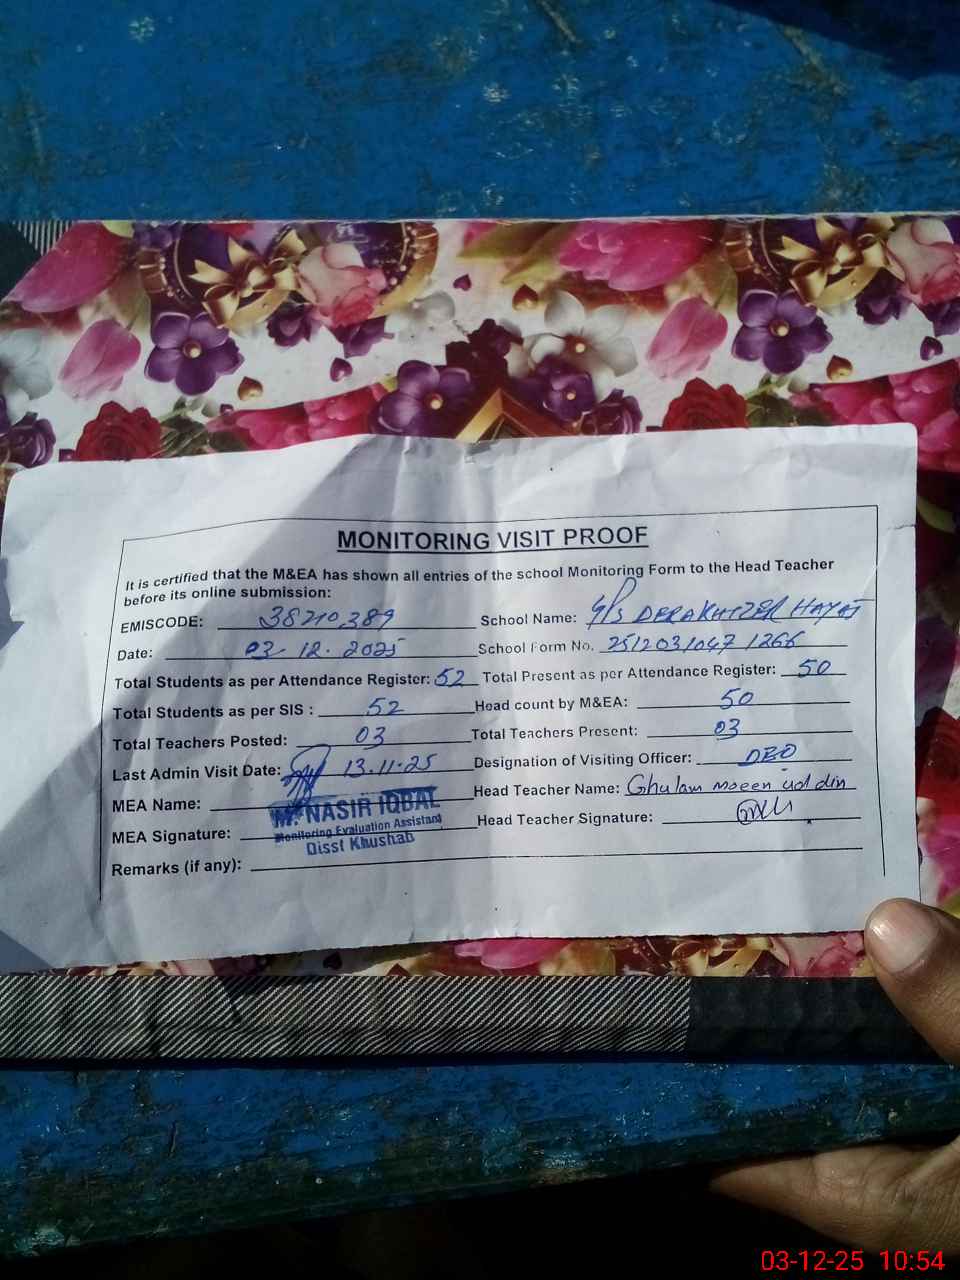 MONITORING VISIT PROOF
It is certified that the M&EA has shown all entries of the school Monitoring Form to the Head Teacher
before its online submission:
EMISCODE: 38210389 School Name: G/P/S DERAKHIZER HAYAT
Date: 03.12.2025 School Form No. 2512031047 1266
Total Students as per Attendance Register: 52 Total Present as per Attendance Register: 50
Total Students as per SIS : 52 Head count by M&EA: 50
Total Teachers Posted: 03 Total Teachers Present: 03
Last Admin Visit Date: 13.11.25 Designation of Visiting Officer: DEO
MEA Name: Head Teacher Name: Ghulam moeen ud din
M. NASIR IQBAL
Monitoring Evaluation Assistant
Disst Khushab
MEA Signature: Head Teacher Signature:
Remarks (if any):
03-12-25 10:54